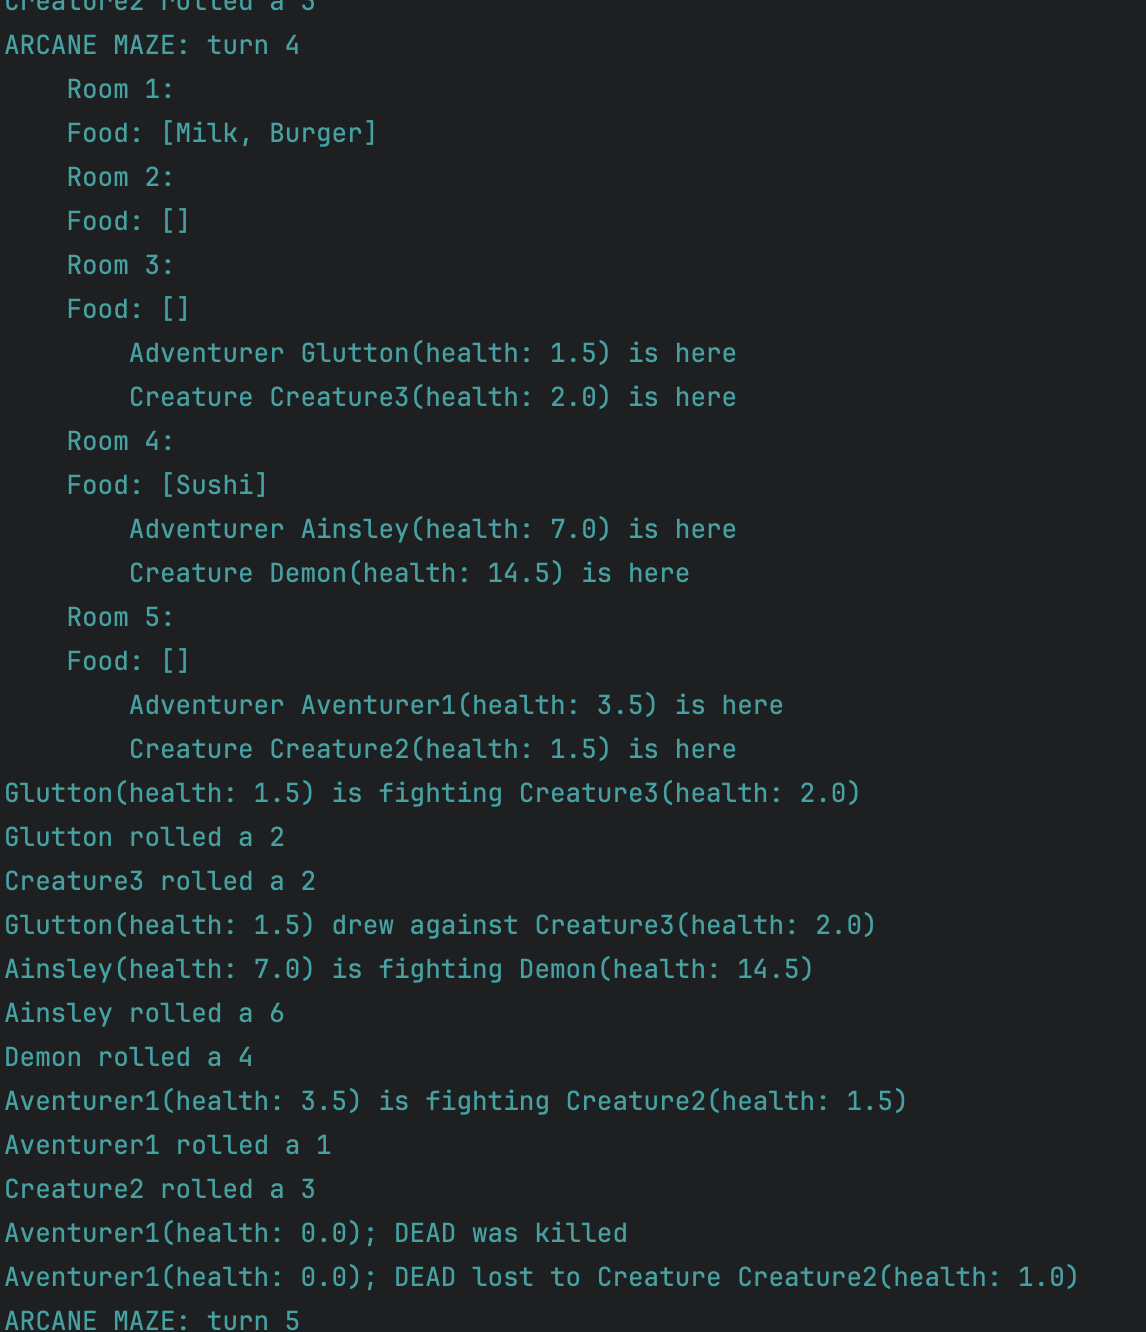 Creature2 rolled a 3
ARCANE MAZE: turn 4
Room 1:
Food: [Milk, Burger]
Room 2:
Food: []
Room 3:
Food: []
Adventurer Glutton(health: 1.5) is here
Creature Creature3(health: 2.0) is here
Room 4:
Food: [Sushi]
Adventurer Ainsley(health: 7.0) is here
Creature Demon(health: 14.5) is here
Room 5:
Food: []
Adventurer Aventurer1(health: 3.5) is here
Creature Creature2(health: 1.5) is here
Glutton(health: 1.5) is fighting Creature3(health: 2.0)
Glutton rolled a 2
Creature3 rolled a 2
Glutton(health: 1.5) drew against Creature3(health: 2.0)
Ainsley(health: 7.0) is fighting Demon(health: 14.5)
Ainsley rolled a 6
Demon rolled a 4
Aventurer1(health: 3.5) is fighting Creature2(health: 1.5)
Aventurer1 rolled a 1
Creature2 rolled a 3
Aventurer1(health: 0.0); DEAD was killed
Aventurer1(health: 0.0); DEAD lost to Creature Creature2(health: 1.0)
ARCANE MAZE: turn 5